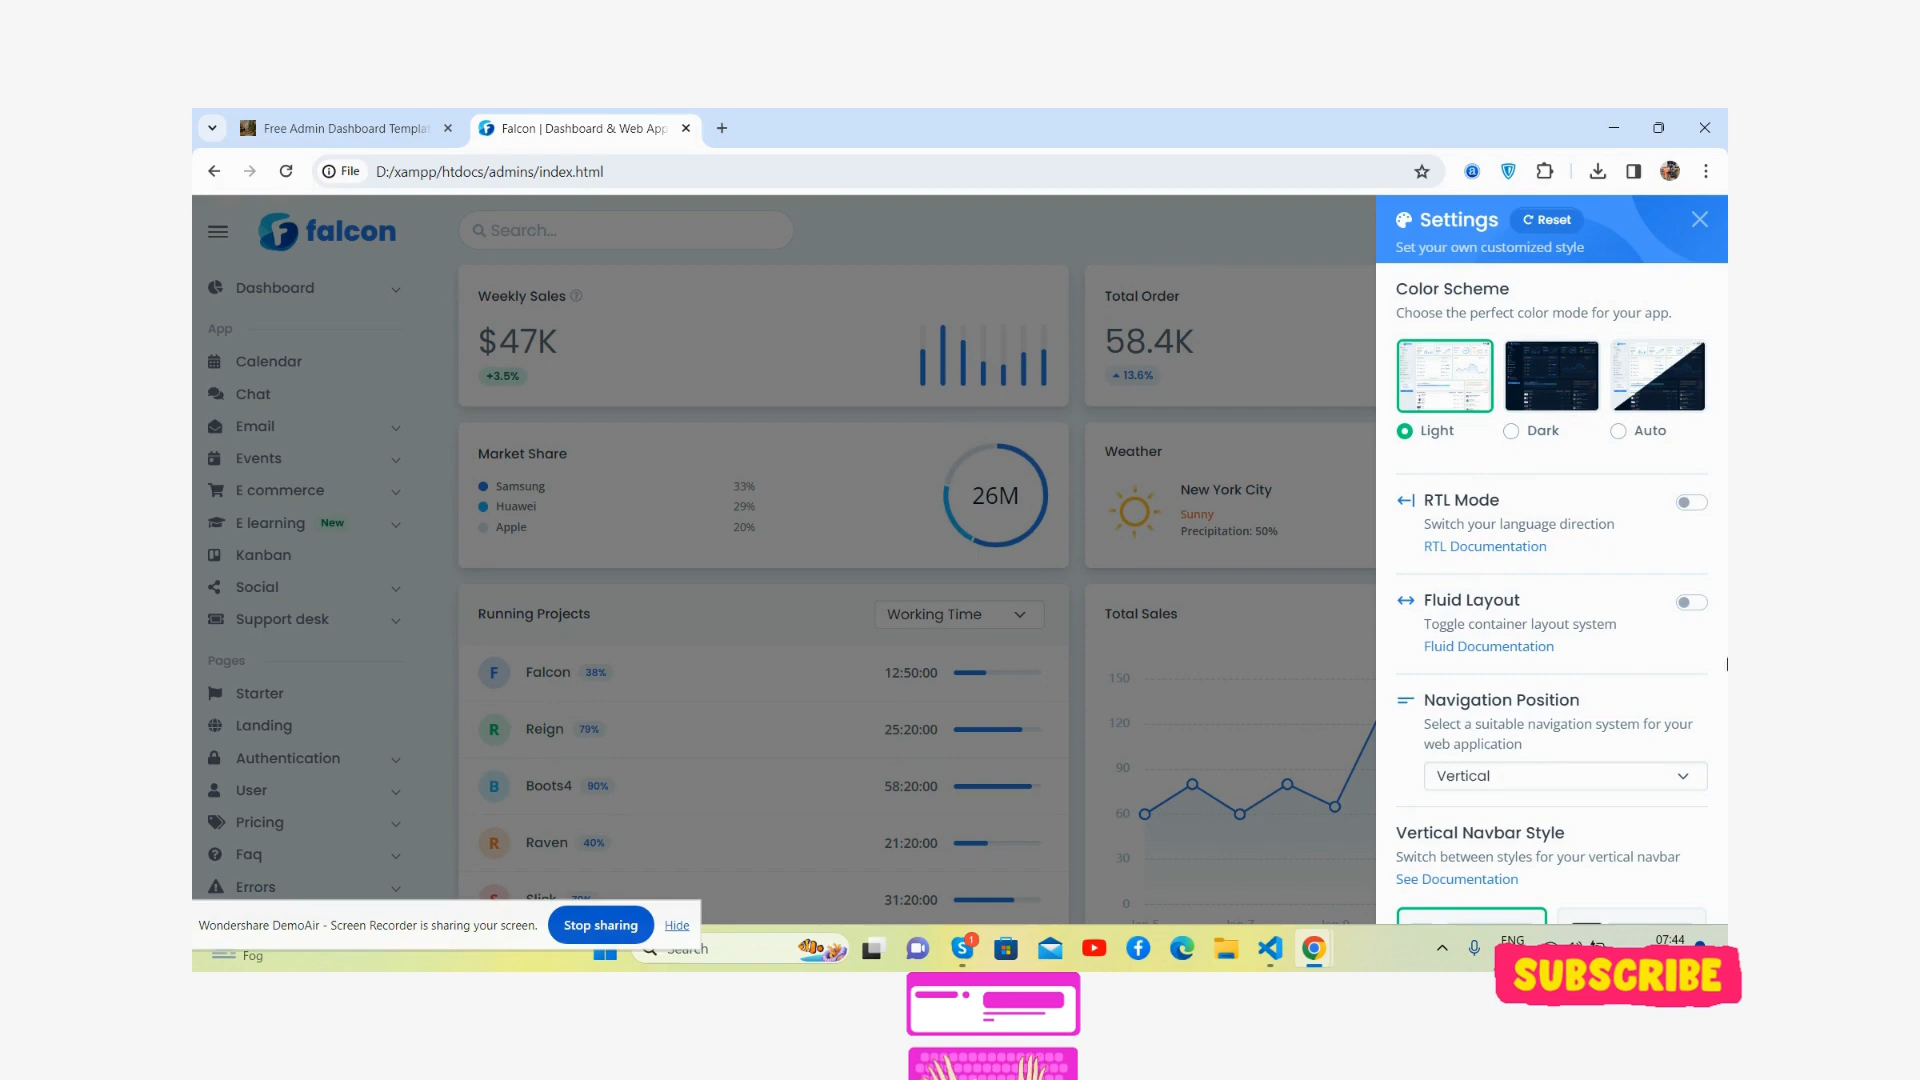 Free Admin Dashboard Templat
Falcon | Dashboard & Web App
File
D:/xampp/htdocs/admins/index.html
falcon
Search...
Settings
Reset
Set your own customized style
Dashboard
App
Calendar
Chat
Email
Events
E commerce
E learning New
Kanban
Social
Support desk
Pages
Starter
Landing
Authentication
User
Pricing
Faq
Errors
Weekly Sales
$47K
+3.5%
Total Order
58.4K
13.6%
Market Share
Samsung 33%
Huawei 29%
Apple 20%
26M
Weather
New York City
Sunny
Precipitation: 50%
Running Projects
Working Time
F Falcon 38% 12:50:00
R Reign 79% 25:20:00
B Boots4 90% 58:20:00
R Raven 40% 21:20:00
S Slick 70% 31:20:00
Total Sales
150
120
90
60
30
0
Color Scheme
Choose the perfect color mode for your app.
Light
Dark
Auto
RTL Mode
Switch your language direction
RTL Documentation
Fluid Layout
Toggle container layout system
Fluid Documentation
Navigation Position
Select a suitable navigation system for your
web application
Vertical
Vertical Navbar Style
Switch between styles for your vertical navbar
See Documentation
Wondershare DemoAir - Screen Recorder is sharing your screen.
Stop sharing
Hide
Fog
Search
1
ENG
07:44
SUBSCRIBE